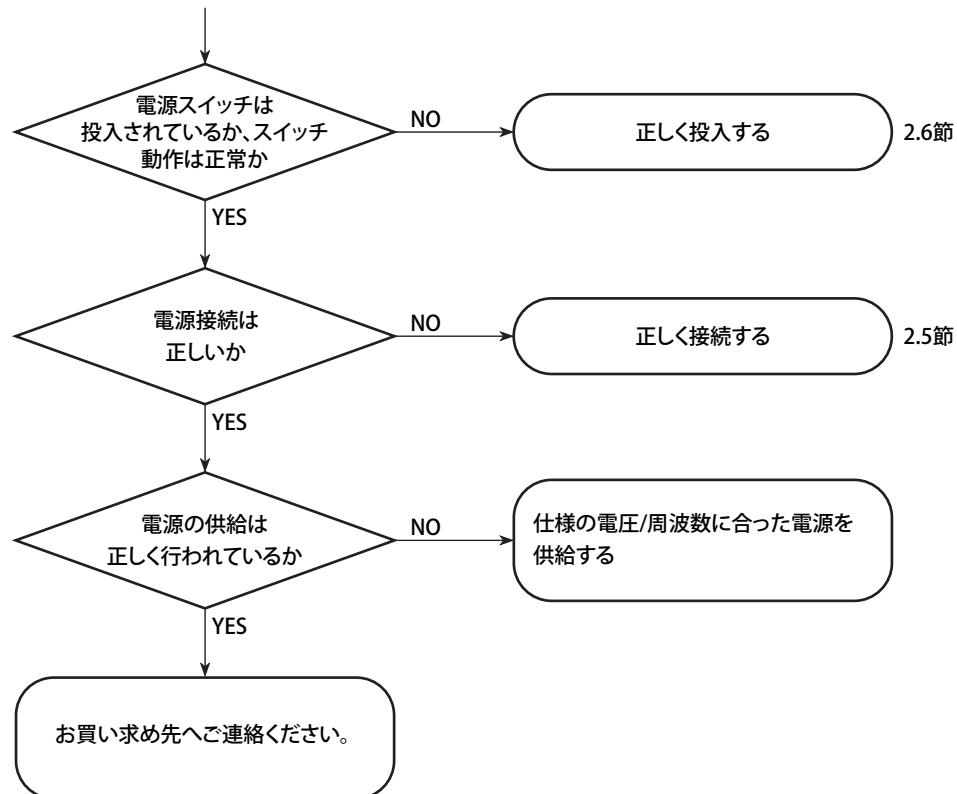 電源スイッチは
投入されているか、スイッチ
動作は正常か
NO
正しく投入する
2.6節
YES
電源接続は
正しいか
NO
正しく接続する
2.5節
YES
電源の供給は
正しく行われているか
NO
仕様の電圧/周波数に合った電源を
供給する
YES
お買い求め先へご連絡ください。